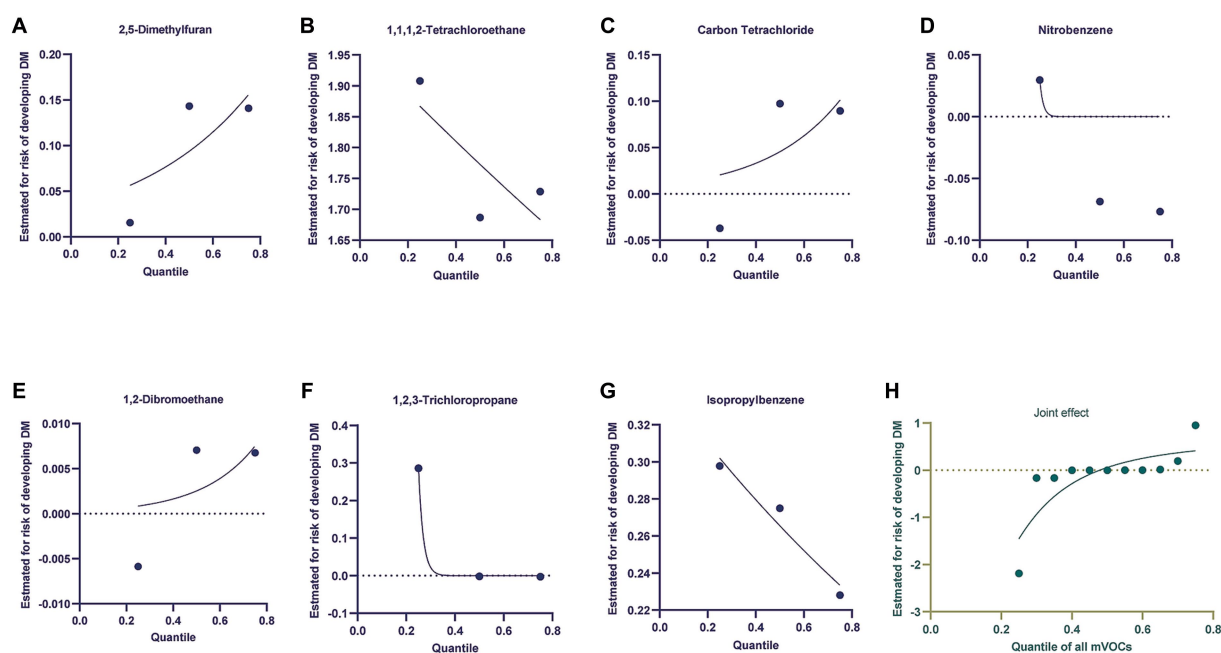 A
2,5-Dimethylfuran
Estmated for risk of developing DM
0.20
0.15
0.10
0.05
0.00
0.0 0.2 0.4 0.6 0.8
Quantile
B
1,1,1,2-Tetrachloroethane
Estmated for risk of developing DM
1.95
1.90
1.85
1.80
1.75
1.70
1.65
0.0 0.2 0.4 0.6 0.8
Quantile
C
Carbon Tetrachloride
Estmated for risk of developing DM
0.15
0.10
0.05
0.00
-0.05
0.0 0.2 0.4 0.6 0.8
Quantile
D
Nitrobenzene
Estmated for risk of developing DM
0.05
0.00
-0.05
-0.10
0.0 0.2 0.4 0.6 0.8
Quantile
E
1,2-Dibromoethane
Estmated for risk of developing DM
0.010
0.005
0.000
-0.005
-0.010
0.0 0.2 0.4 0.6 0.8
Quantile
F
1,2,3-Trichloropropane
Estmated for risk of developing DM
0.4
0.3
0.2
0.1
0.0
-0.1
0.0 0.2 0.4 0.6 0.8
Quantile
G
Isopropylbenzene
Estmated for risk of developing DM
0.32
0.30
0.28
0.26
0.24
0.22
0.0 0.2 0.4 0.6 0.8
Quantile
H
Joint effect
Estmated for risk of developing DM
1
0
-1
-2
-3
0.0 0.2 0.4 0.6 0.8
Quantile of all mVOCs